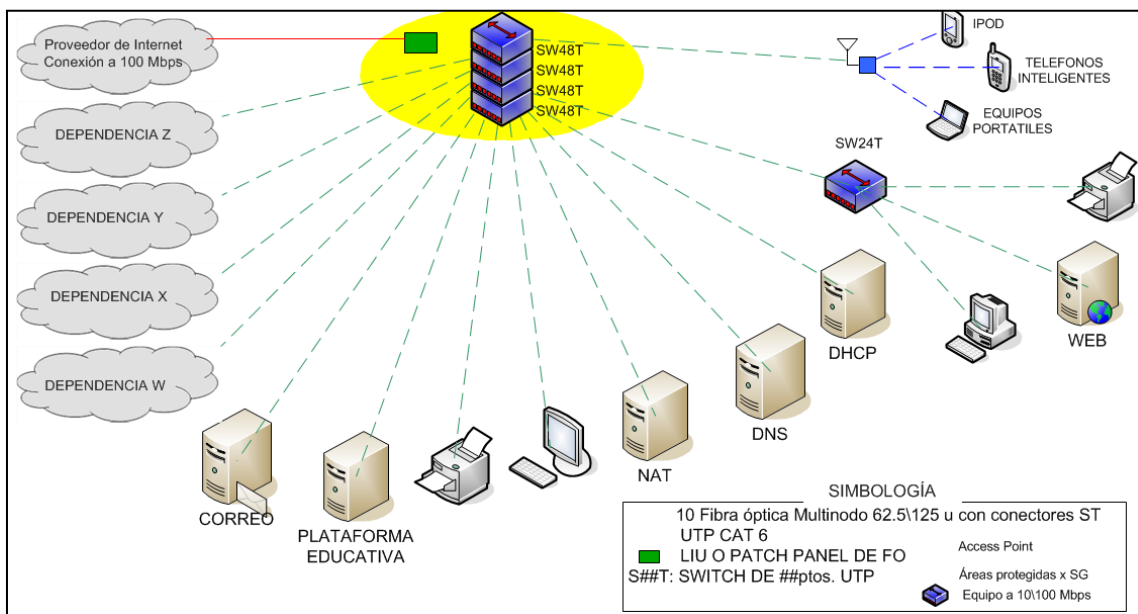 Proveedor de Internet
Conexión a 100 Mbps
SW48T
SW48T
SW48T
SW48T
IPOD
TELEFONOS
INTELIGENTES
EQUIPOS
PORTATILES
DEPENDENCIA Z
DEPENDENCIA Y
DEPENDENCIA X
DEPENDENCIA W
SW24T
DHCP
WEB
DNS
NAT
CORREO
PLATAFORMA
EDUCATIVA
SIMBOLOGÍA
10 Fibra óptica Multinodo 62.5\125 u con conectores ST
UTP CAT 6
LIU O PATCH PANEL DE FO
S##T: SWITCH DE ##ptos. UTP
Access Point
Áreas protegidas x SG
Equipo a 10\100 Mbps